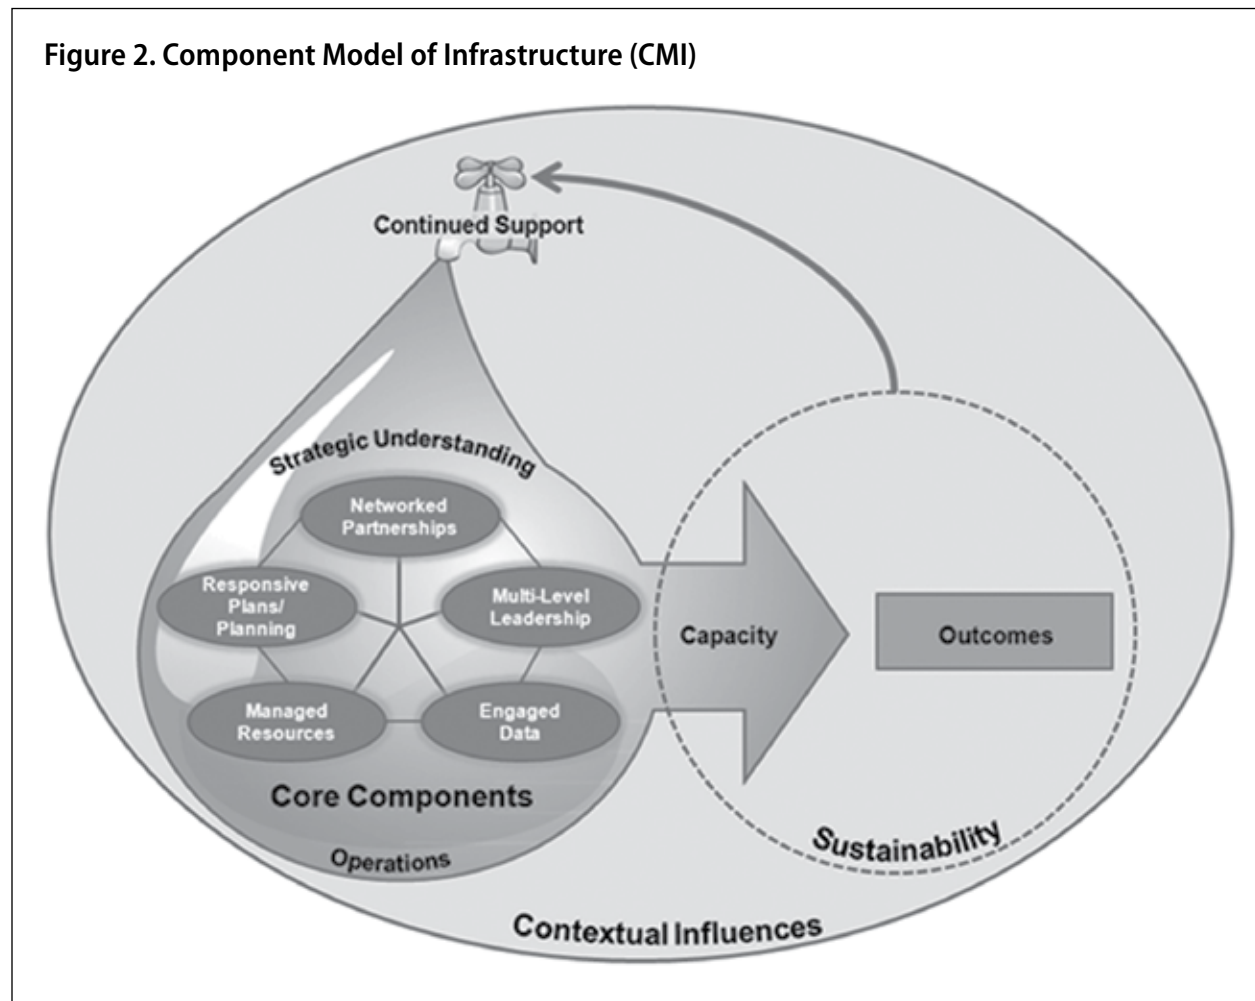 Figure 2. Component Model of Infrastructure (CMI)
Continued Support
Strategic Understanding
Networked
Partnerships
Responsive
Plans/
Planning
Multi-Level
Leadership
Managed
Resources
Engaged
Data
Core Components
Operations
Capacity
Outcomes
Sustainability
Contextual Influences